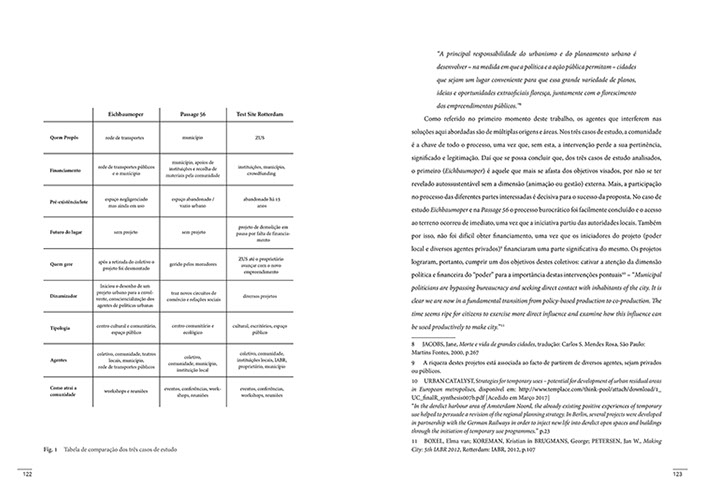 Eichbaumoper
Passage 56
Test Site Rotterdam
Quem Propôs
rede de transportes
município
ZUS
Financiamento
rede de transportes públicos
e o município
município, apoios de
instituições e recolha de
materiais pela comunidade
instituições, município,
crowdfunding
Pré-existência/lote
espaço negligenciado
mas ainda em uso
espaço abandonado /
vazio urbano
abandonado há 15
anos
Futuro do lugar
sem projeto
sem projeto
projeto de demolição em
pausa por falta de financia-
mento
Quem gere
após a retirada do coletivo o
projeto foi desmontado
gerido pelos moradores
ZUS até o proprietário
avançar com o novo
empreendimento
Dinamizador
Iniciou o desenho de um
projeto urbano para a envol-
vente, consciencialização dos
agentes de políticas urbanas
traz novos circuitos de
comércio e relações sociais
diversos projetos
Tipologia
centro cultural e comunitário,
espaço público
centro comunitário e
ecológico
cultural, escritórios, espaço
público
Agentes
coletivo, comunidade, teatros
locais, município,
rede de transportes públicos
coletivo,
comunidade, município,
instituição local
coletivo, comunidade,
instituições locais, IABR,
proprietário, município
Como atrai a
comunidade
workshops e reuniões
eventos, conferências, work-
shops, reuniões
eventos, conferências,
workshops, reuniões
Fig. 1 Tabela de comparação dos três casos de estudo
122
"A principal responsabilidade do urbanismo e do planeamento urbano é
desenvolver – na medida em que a política e a ação pública permitam – cidades
que sejam um lugar conveniente para que essa grande variedade de planos,
ideias e oportunidades extraoficiais floresça, juntamente com o florescimento
dos empreendimentos públicos."8
Como referido no primeiro momento deste trabalho, os agentes que interferem nas
soluções aqui abordadas são de múltiplas origens e áreas. Nos três casos de estudo, a comunidade
é a chave de todo o processo, uma vez que, sem esta, a intervenção perde a sua pertinência,
significado e legitimação. Daí que se possa concluir que, dos três casos de estudo analisados,
o primeiro (Eichbaumoper) é aquele que mais se afasta dos objetivos visados, por não se ter
revelado autossustentável sem a dimensão (animação ou gestão) externa. Mais, a participação
no processo das diferentes partes interessadas é decisiva para o sucesso da proposta. No caso de
estudo Eichbaumoper e na Passage 56 o processo burocrático foi facilmente concluído e o acesso
ao terreno ocorreu de imediato, uma vez que a iniciativa partiu das autoridades locais. Também
por isso, não foi difícil obter financiamento, uma vez que os iniciadores do projeto (poder
local e diversos agentes privados)9 financiaram uma parte significativa do mesmo. Os projetos
lograram, portanto, cumprir um dos objetivos destes coletivos: cativar a atenção da dimensão
política e financeira do "poder" para a importância destas intervenções pontuais10 – "Municipal
politicians are bypassing bureaucracy and seeking direct contact with inhabitants of the city. It is
clear we are now in a fundamental transition from policy-based production to co-production. The
time seems ripe for citizens to exercise more direct influence and examine how this influence can
be used productively to make city."11
8 JACOBS, Jane, Morte e vida de grandes cidades, tradução: Carlos S. Mendes Rosa, São Paulo:
Martins Fontes, 2000, p.267
9 A riqueza destes projetos está associada ao facto de partirem de diversos agentes, sejam privados
ou públicos.
10 URBAN CATALYST, Strategies for temporary uses – potential for development of urban residual areas
in European metropolises, disponível em: http://www.templace.com/think-pool/attach/download/1_
UC_finalR_synthesis007b.pdf [Acedido em Março 2017]
"In the derelict harbour area of Amsterdam Noord, the already existing positive experiences of temporary
use helped to persuade a revision of the regional planning strategy. In Berlin, several projects were developed
in partnership with the German Railways in order to inject new life into derelict open spaces and buildings
through the initiation of temporary use programmes." p.23
11 BOXEL, Elma van; KOREMAN, Kristian in BRUGMANS, George; PETERSEN, Jan W., Making
City: 5th IABR 2012, Rotterdam: IABR, 2012, p.107
123